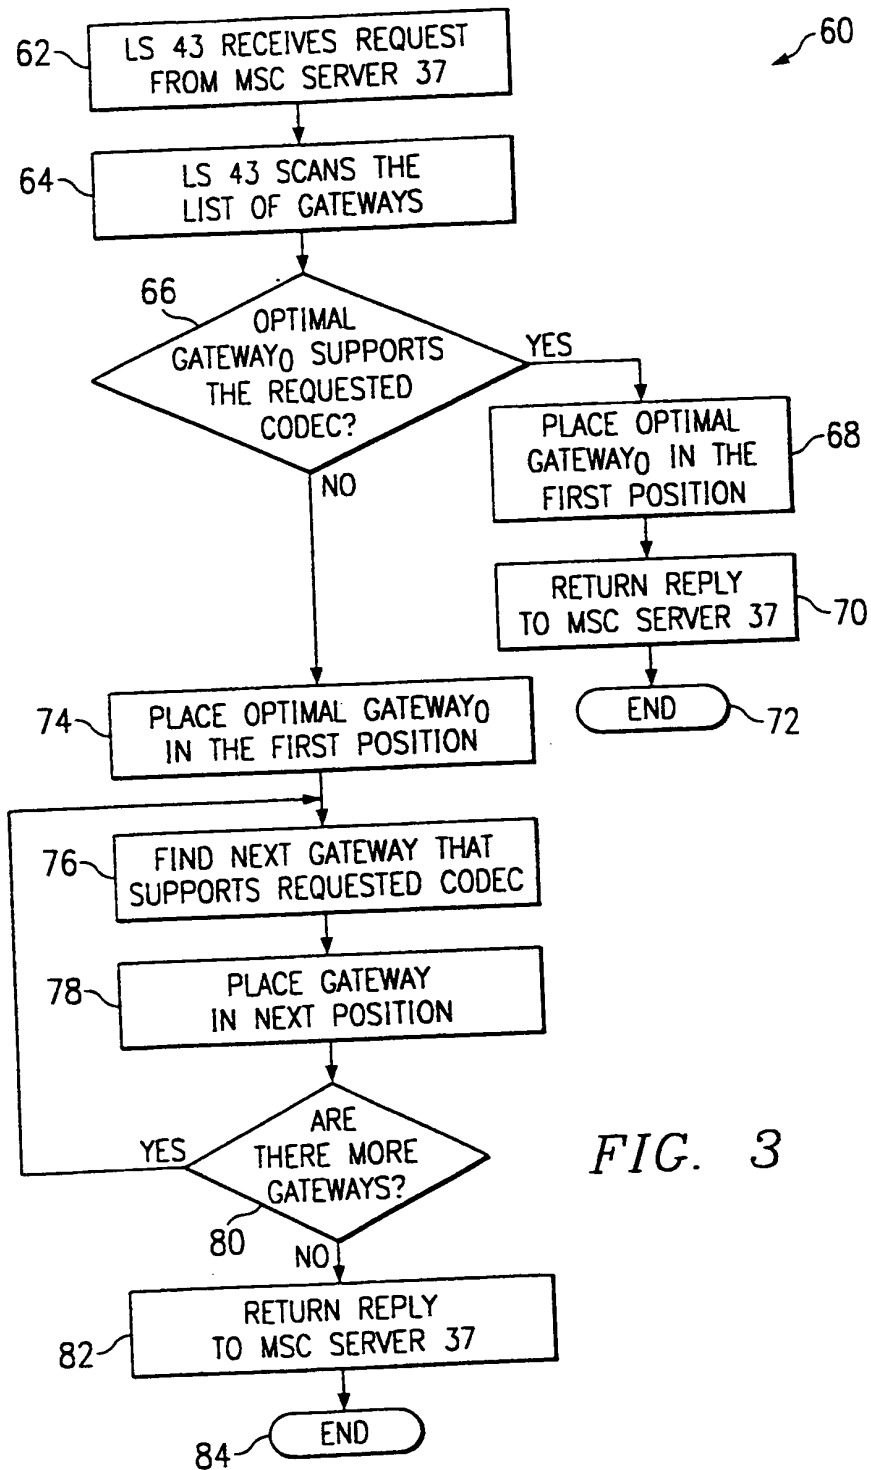 60
62
LS 43 RECEIVES REQUEST
FROM MSC SERVER 37
64
LS 43 SCANS THE
LIST OF GATEWAYS
66
OPTIMAL
GATEWAY0 SUPPORTS
THE REQUESTED
CODEC?
YES
NO
PLACE OPTIMAL
GATEWAY0 IN THE
FIRST POSITION
68
RETURN REPLY
TO MSC SERVER 37
70
END
72
74
PLACE OPTIMAL GATEWAY0
IN THE FIRST POSITION
76
FIND NEXT GATEWAY THAT
SUPPORTS REQUESTED CODEC
78
PLACE GATEWAY
IN NEXT POSITION
ARE
THERE MORE
GATEWAYS?
YES
80
NO
FIG. 3
RETURN REPLY
TO MSC SERVER 37
82
END
84